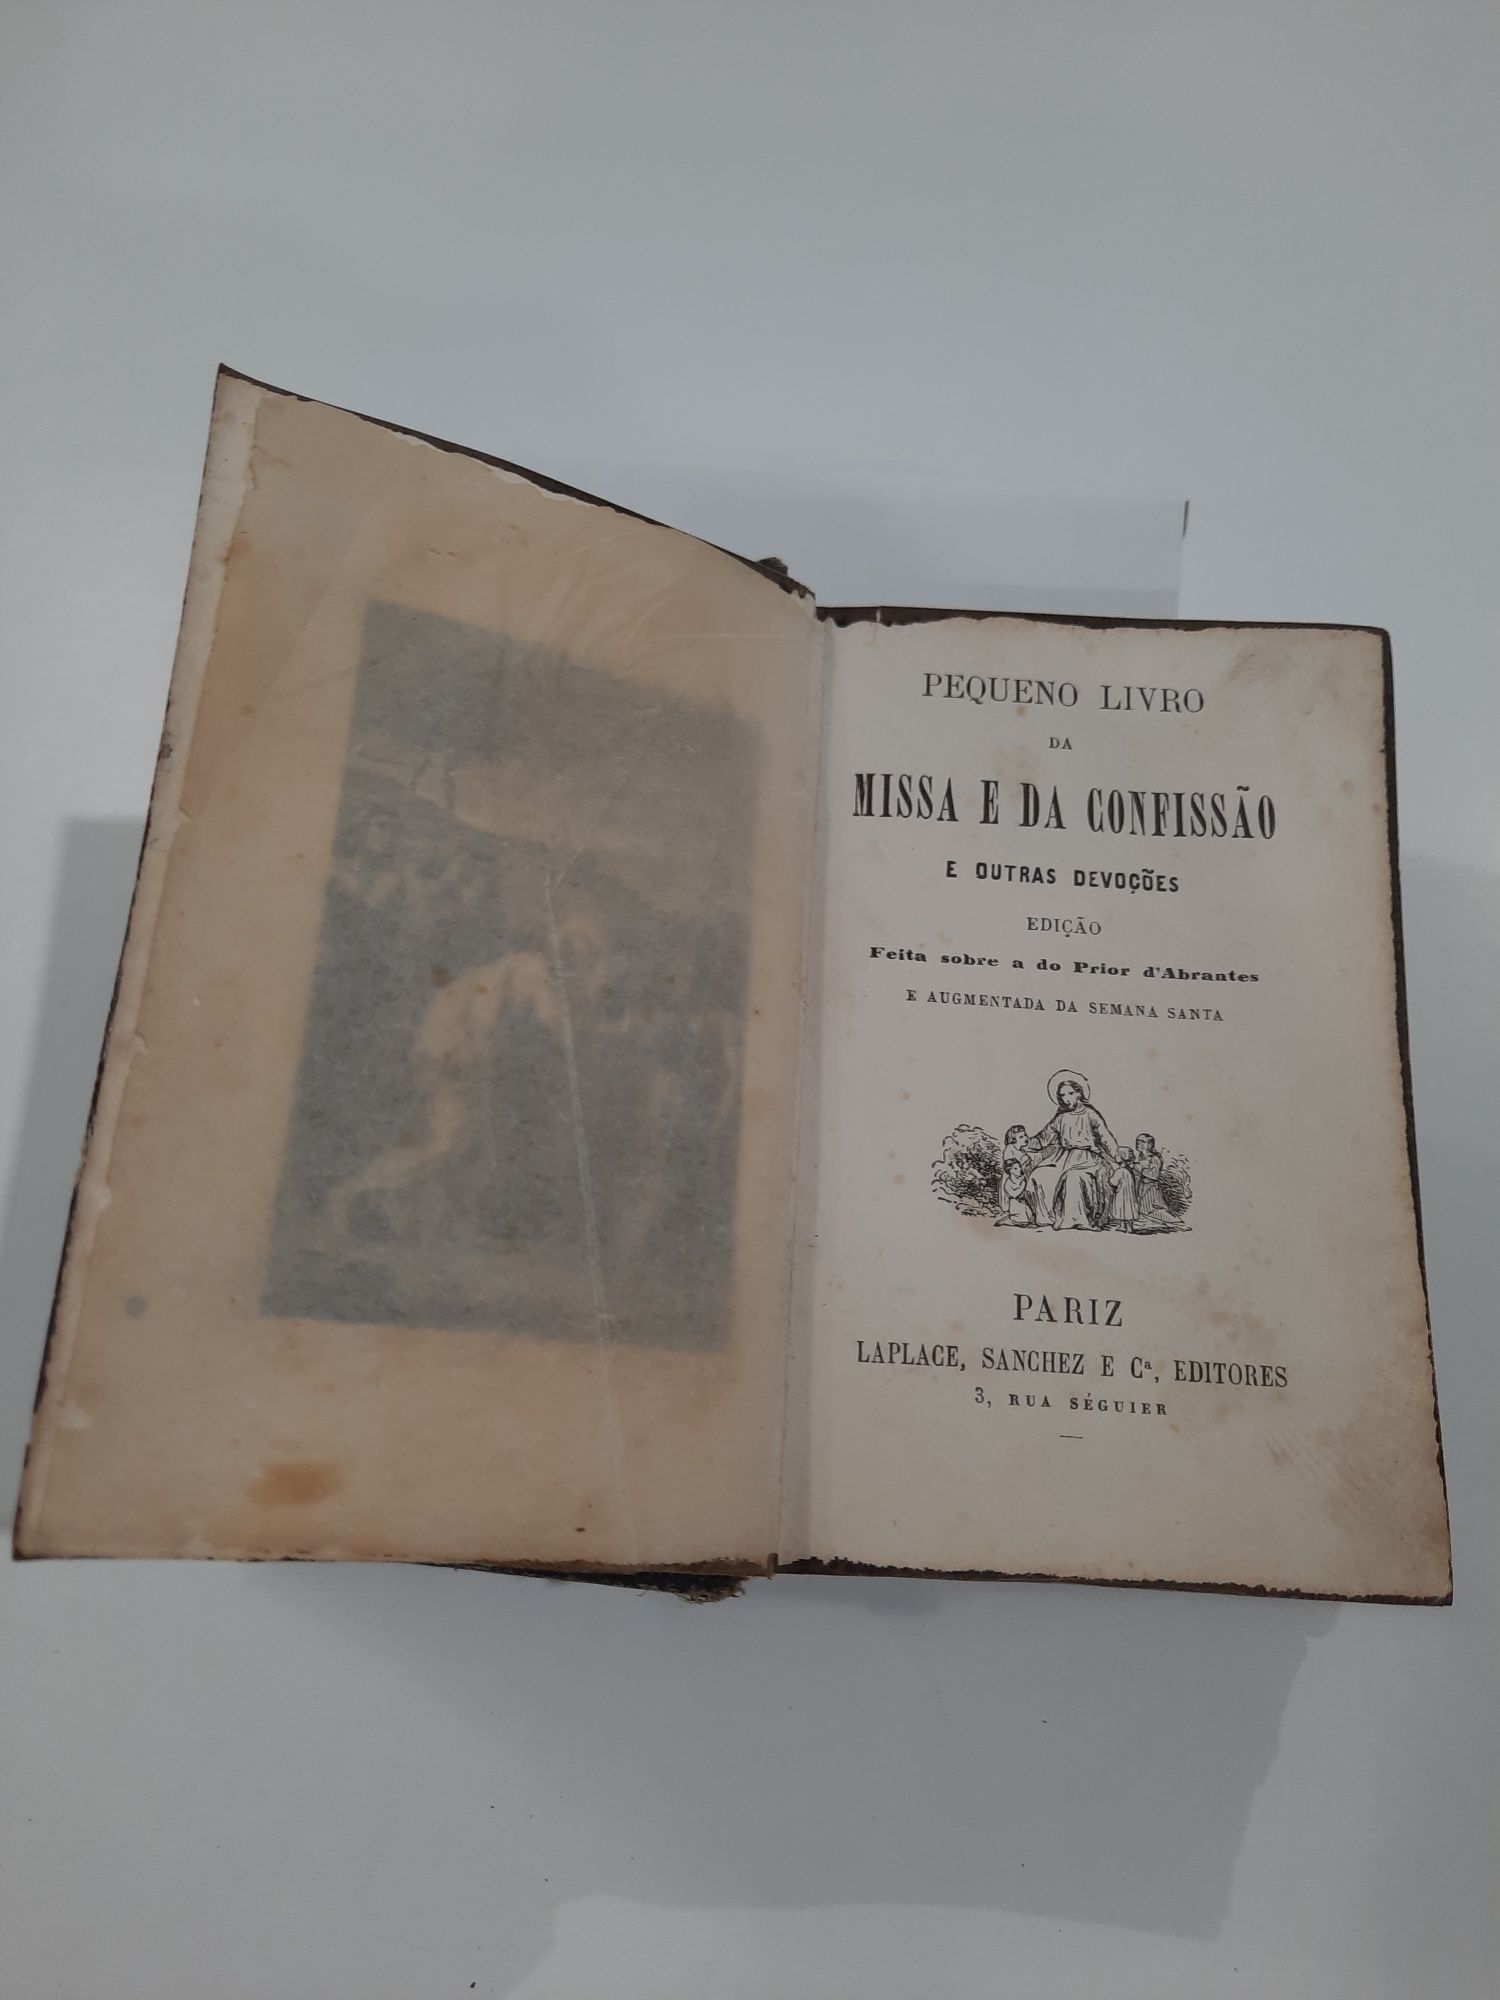 PEQUENO LIVRO
DA
MISSA E DA CONFISSÃO
E OUTRAS DEVOÇÕES
EDIÇÃO
Feita sobre a do Prior d'Abrantes
E AUGMENTADA DA SEMANA SANTA
PARIZ
LAPLACE, SANCHEZ E Cª, EDITORES
3, RUA SÉGUIER